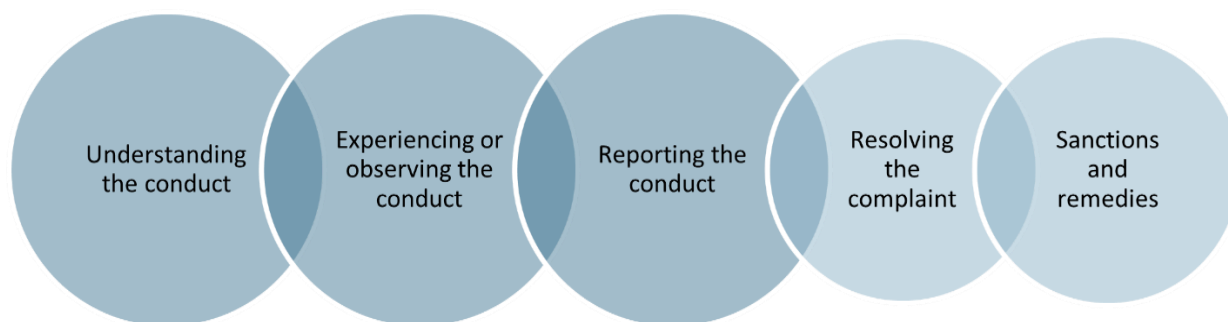 Understanding
the conduct
Experiencing or
observing the
conduct
Reporting the
conduct
Resolving
the
complaint
Sanctions
and
remedies